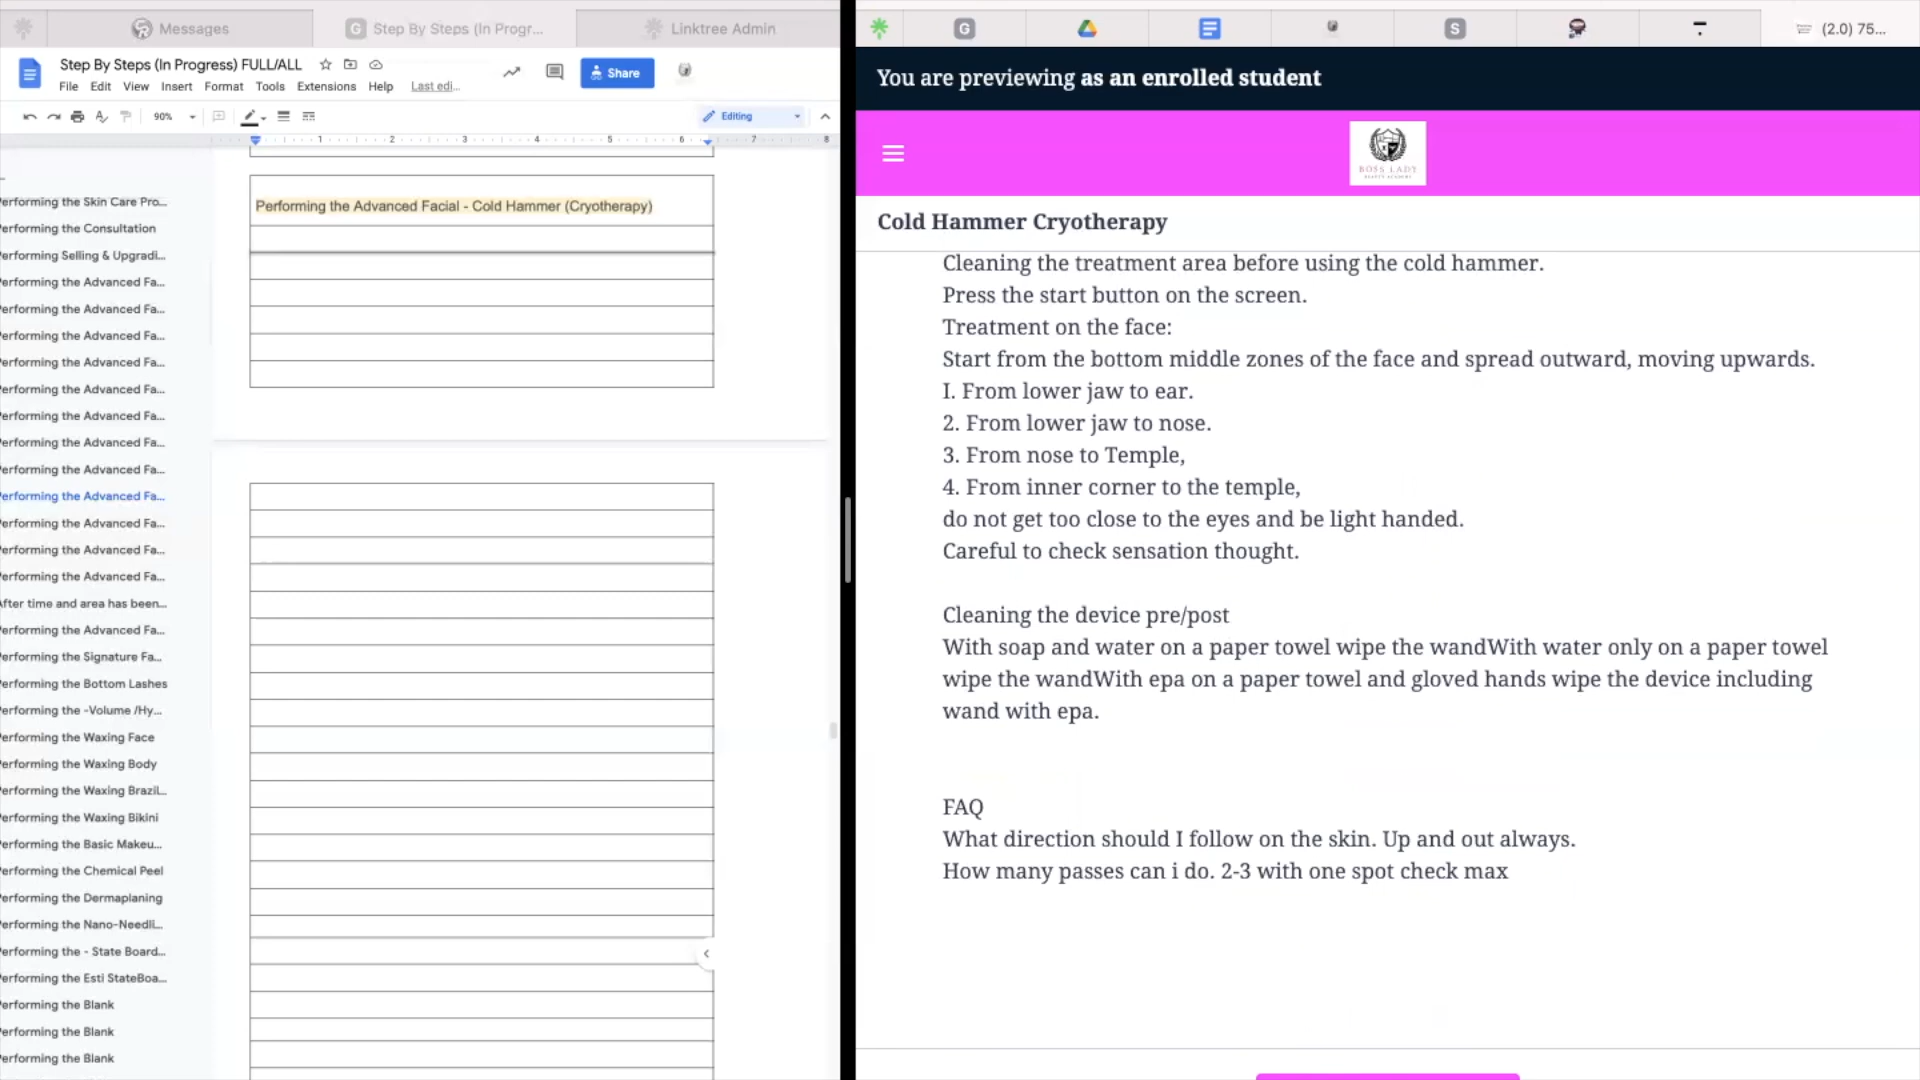 Messages
Step By Steps (In Progr...
Linktree Admin
Step By Steps (In Progress) FULL/ALL
File Edit View Insert Format Tools Extensions Help Last edi...
Share
90%
Editing
1 2 3 4 5 6 7 8
Performing the Advanced Facial - Cold Hammer (Cryotherapy)
erforming the Skin Care Pro...
erforming the Consultation
erforming Selling & Upgradi...
erforming the Advanced Fa...
erforming the Advanced Fa...
erforming the Advanced Fa...
erforming the Advanced Fa...
erforming the Advanced Fa...
erforming the Advanced Fa...
erforming the Advanced Fa...
erforming the Advanced Fa...
erforming the Advanced Fa...
erforming the Advanced Fa...
erforming the Advanced Fa...
erforming the Advanced Fa...
After time and area has been...
erforming the Advanced Fa...
erforming the Signature Fa...
erforming the Bottom Lashes
erforming the -Volume /Hy...
erforming the Waxing Face
erforming the Waxing Body
erforming the Waxing Brazil...
erforming the Waxing Bikini
erforming the Basic Makeu...
erforming the Chemical Peel
erforming the Dermaplaning
erforming the Nano-Needli...
erforming the - State Board...
erforming the Esti StateBoa...
erforming the Blank
erforming the Blank
erforming the Blank
(2.0) 75...
You are previewing as an enrolled student
BOSS LADY
Cold Hammer Cryotherapy
Cleaning the treatment area before using the cold hammer.
Press the start button on the screen.
Treatment on the face:
Start from the bottom middle zones of the face and spread outward, moving upwards.
I. From lower jaw to ear.
2. From lower jaw to nose.
3. From nose to Temple,
4. From inner corner to the temple,
do not get too close to the eyes and be light handed.
Careful to check sensation thought.
Cleaning the device pre/post
With soap and water on a paper towel wipe the wandWith water only on a paper towel
wipe the wandWith epa on a paper towel and gloved hands wipe the device including
wand with epa.
FAQ
What direction should I follow on the skin. Up and out always.
How many passes can i do. 2-3 with one spot check max